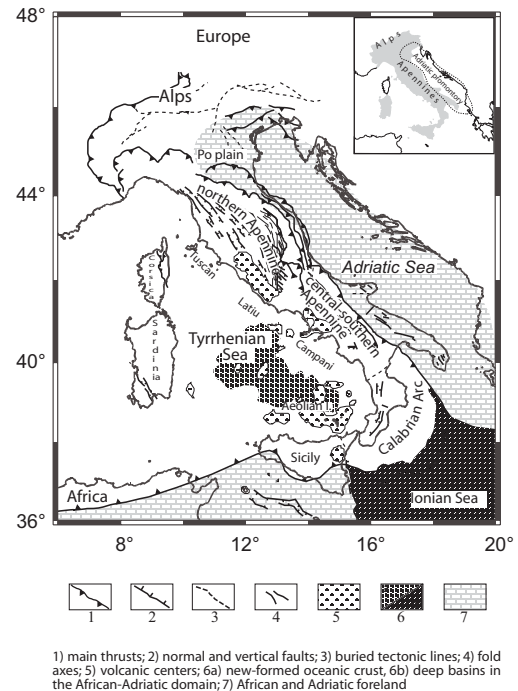 48°
Europe
Alps
Apennines
Adriatic promontory
Alps
Po plain
44°
northern Apennine
Adriatic Sea
Corsica
Tuscan
central southern
Apennine
Latiu
Sardinia
Tyrrhenian
Sea
Campani
40°
Aeolian I.
Calabrian Arc
Sicily
Africa
Ionian Sea
36°
8° 12° 16° 20°
1 2 3 4 5 6 7
1) main thrusts; 2) normal and vertical faults; 3) buried tectonic lines; 4) fold
axes; 5) volcanic centers; 6a) new-formed oceanic crust, 6b) deep basins in
the African-Adriatic domain; 7) African and Adriatic foreland